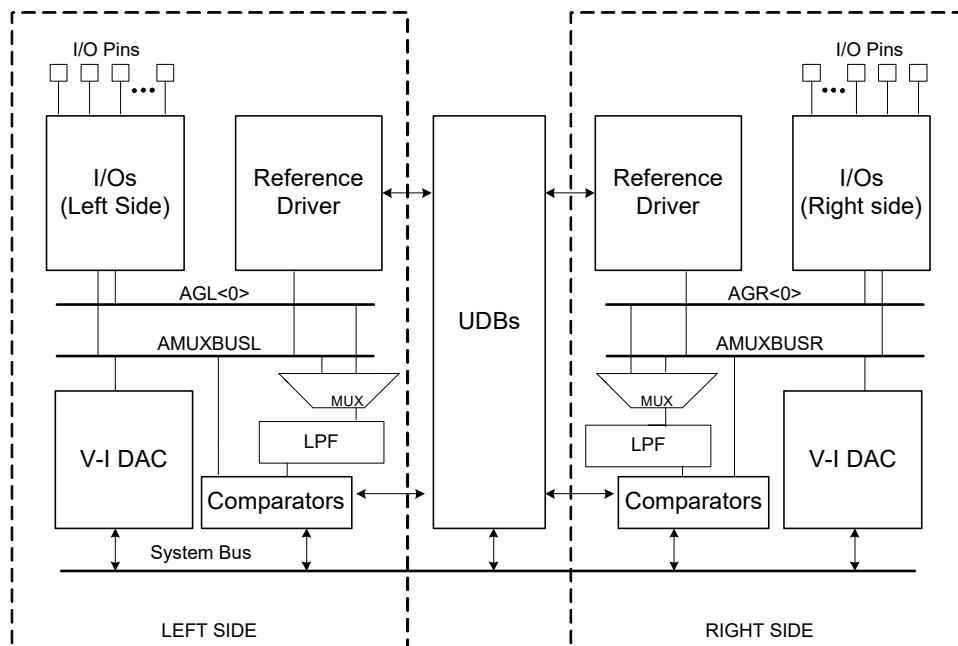 I/O Pins
I/O Pins
I/Os
(Left Side)
Reference
Driver
Reference
Driver
I/Os
(Right side)
AGL<0>
AGR<0>
UDBs
AMUXBUSL
AMUXBUSR
MUX
MUX
LPF
LPF
V-I DAC
V-I DAC
Comparators
Comparators
System Bus
LEFT SIDE
RIGHT SIDE